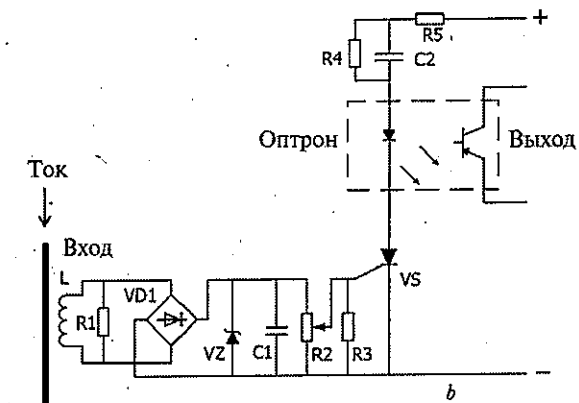 R5
+
R4
C2
Оптрон
Выход
Ток
Вход
L
VD1
VS
R1
VZ
C1
R2
R3
b
−